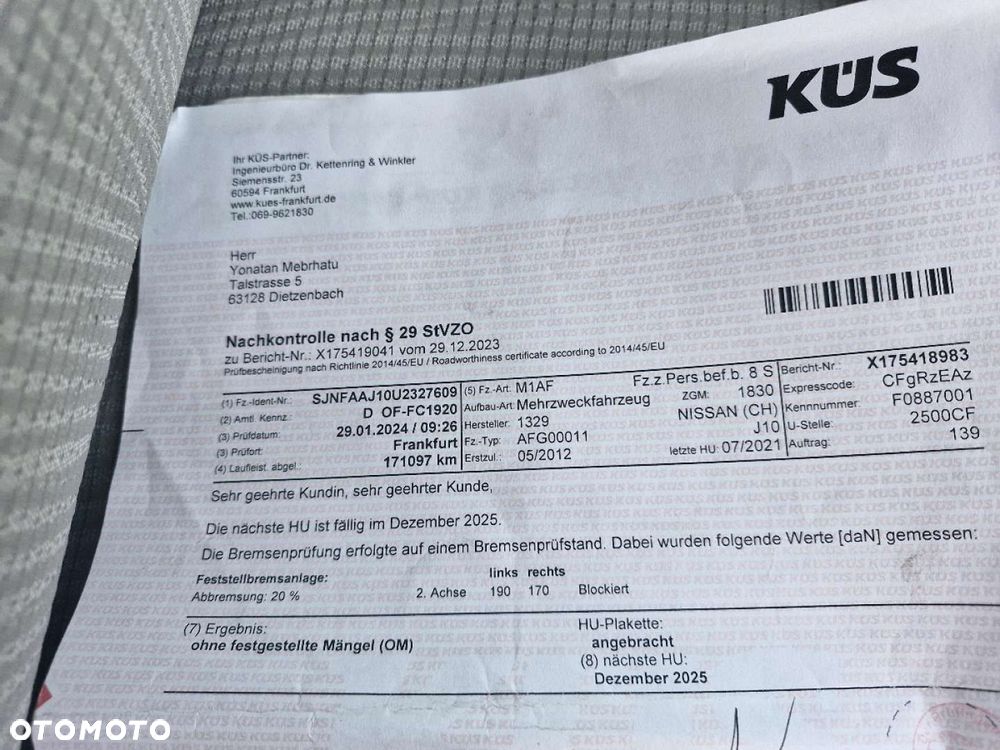 KÜS
Ihr KÜS-Partner:
Ingenieurbüro Dr. Kettenring & Winkler
Siemensstr. 23
60594 Frankfurt
www.kues-frankfurt.de
Tel.:069-9621830
Herr
Yonatan Mebrhatu
Talstrasse 5
63128 Dietzenbach
Nachkontrolle nach § 29 StVZO
zu Bericht-Nr.: X175419041 vom 29.12.2023
Prüfbescheinigung nach Richtlinie 2014/45/EU / Roadworthiness certificate according to 2014/45/EU
(1) Fz.-Ident-Nr.: SJNFAAJ10U2327609 (5) Fz.-Art: M1AF Fz.z.Pers.bef.b. 8 S Bericht-Nr.: X175418983
(2) Amtl. Kennz.: D OF-FC1920 Aufbau-Art: Mehrzweckfahrzeug ZGM: 1830 Expresscode: CFgRzEAz
(3) Prüfdatum: 29.01.2024 / 09:26 Hersteller: 1329 NISSAN (CH) Kennnummer: F0887001
(3) Prüfort: Frankfurt Fz.-Typ: AFG00011 J10 U-Stelle: 2500CF
(4) Laufleist. abgel.: 171097 km Erstzul.: 05/2012 letzte HU: 07/2021 Auftrag: 139
Sehr geehrte Kundin, sehr geehrter Kunde,
Die nächste HU ist fällig im Dezember 2025.
Die Bremsenprüfung erfolgte auf einem Bremsenprüfstand. Dabei wurden folgende Werte [daN] gemessen:
links rechts
Feststellbremsanlage:
Abbremsung: 20 % 2. Achse 190 170 Blockiert
(7) Ergebnis: HU-Plakette:
ohne festgestellte Mängel (OM) angebracht
(8) nächste HU:
Dezember 2025
OTOMOTO